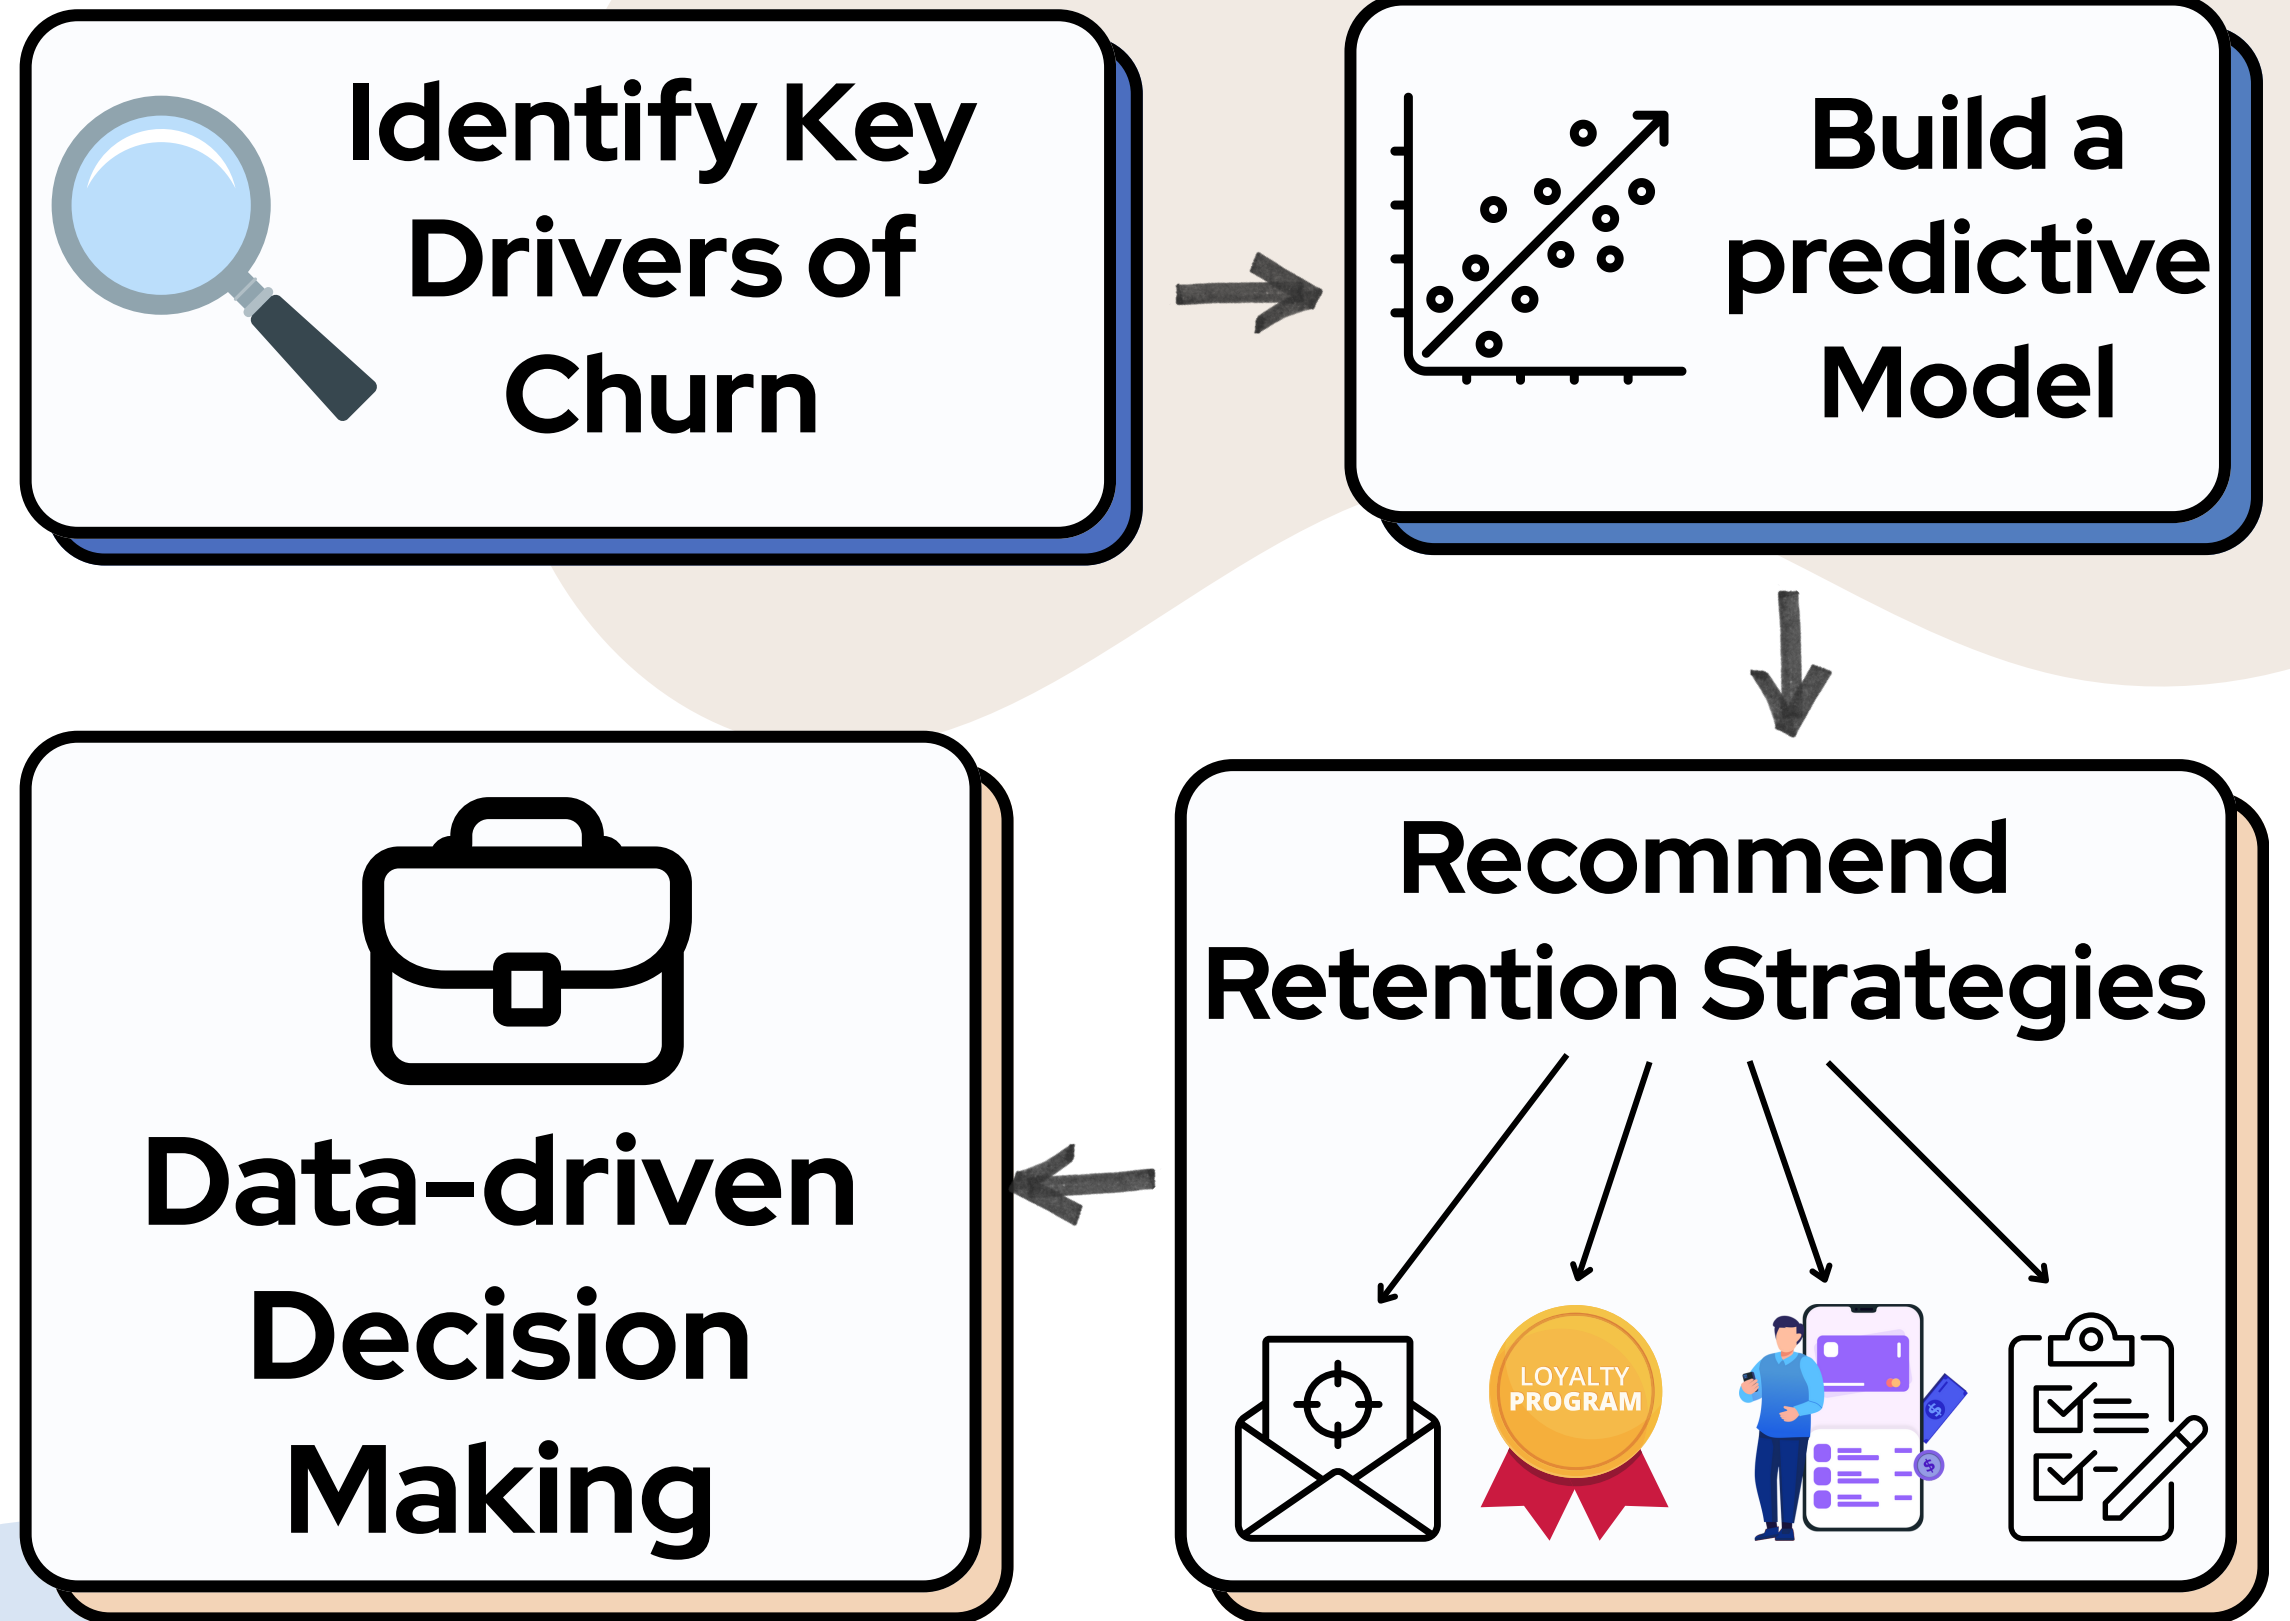 Identify Key
Drivers of
Churn
Build a
predictive
Model
Recommend
Retention Strategies
LOYALTY
PROGRAM
Data-driven
Decision
Making